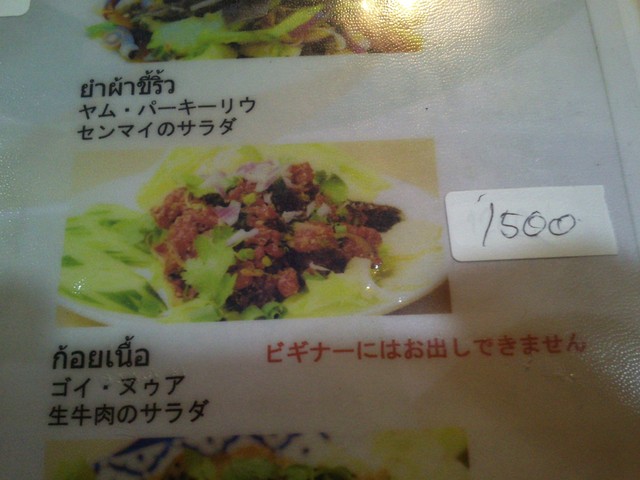 ยำผ้าขี้ริ้ว
ヤム・パーキーリウ
センマイのサラダ
1500
ก้อยเนื้อ
ビギナーにはお出しできません
ゴイ・ヌゥア
生牛肉のサラダ